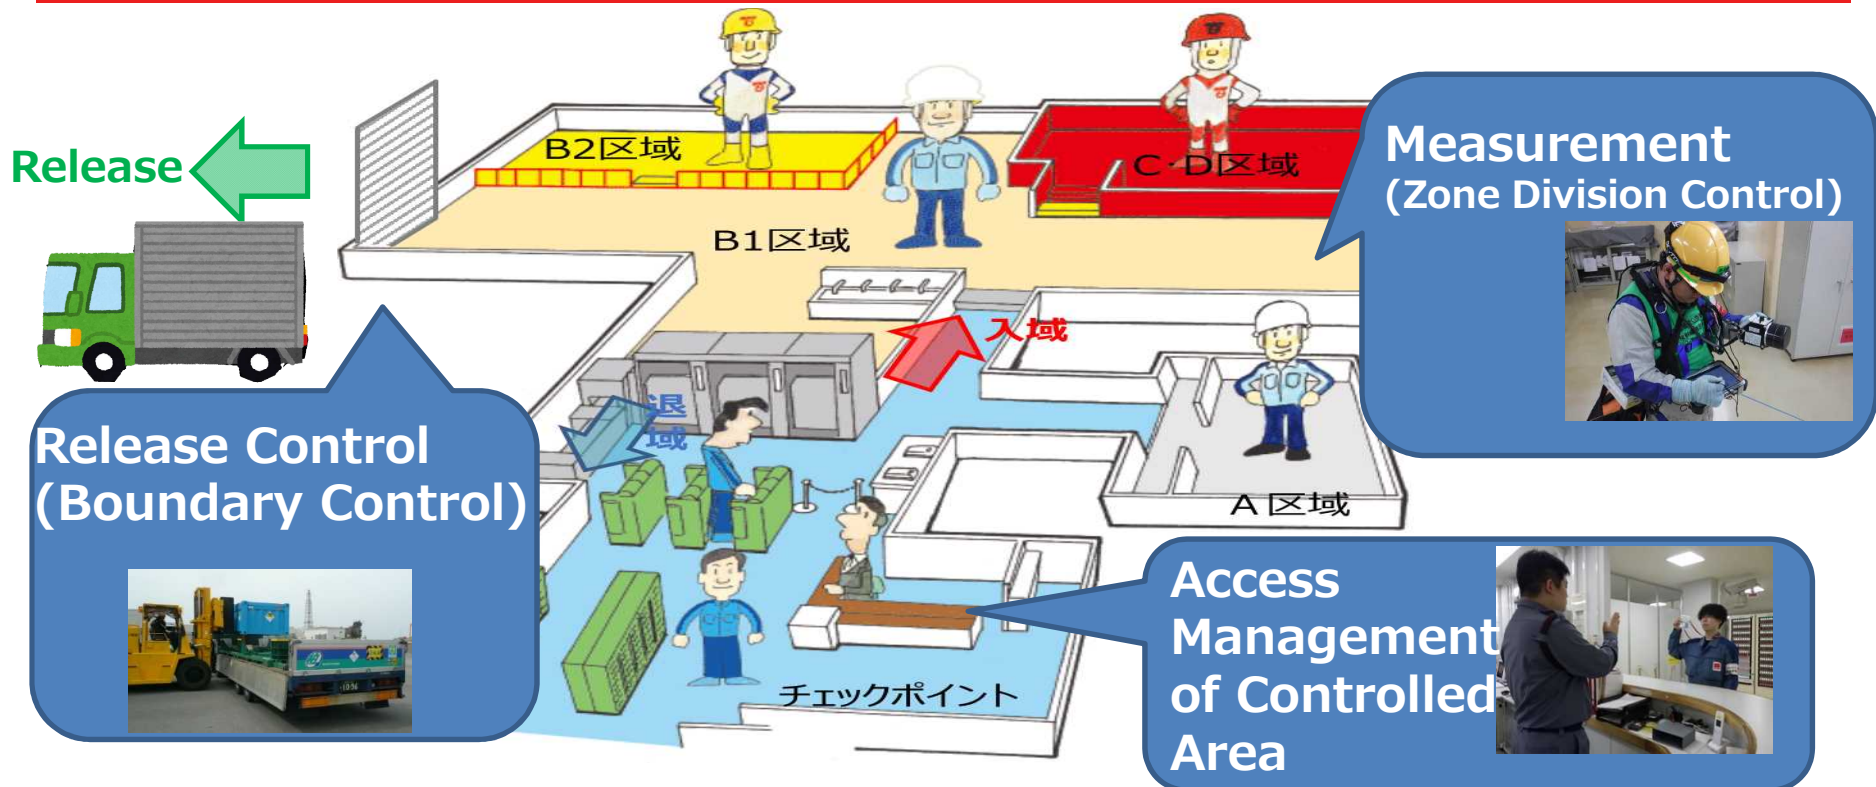 Release
B2区域
C・D区域
B1区域
入域
退
域
A区域
チェックポイント
Measurement
(Zone Division Control)
Release Control
(Boundary Control)
Access
Management
of Controlled
Area